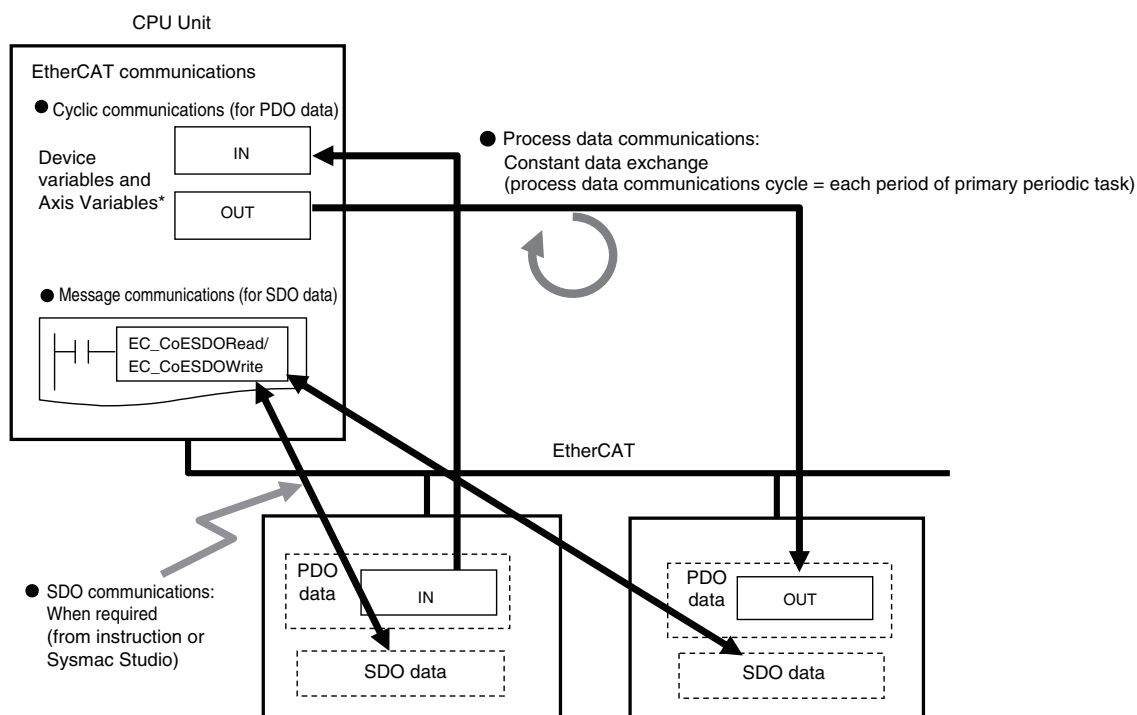 CPU Unit
EtherCAT communications
● Cyclic communications (for PDO data)
Device
variables and
Axis Variables*
IN
OUT
● Process data communications:
Constant data exchange
(process data communications cycle = each period of primary periodic task)
● Message communications (for SDO data)
EC_CoESDORead/
EC_CoESDOWrite
EtherCAT
● SDO communications:
When required
(from instruction or
Sysmac Studio)
PDO
data
IN
SDO data
PDO
data
OUT
SDO data